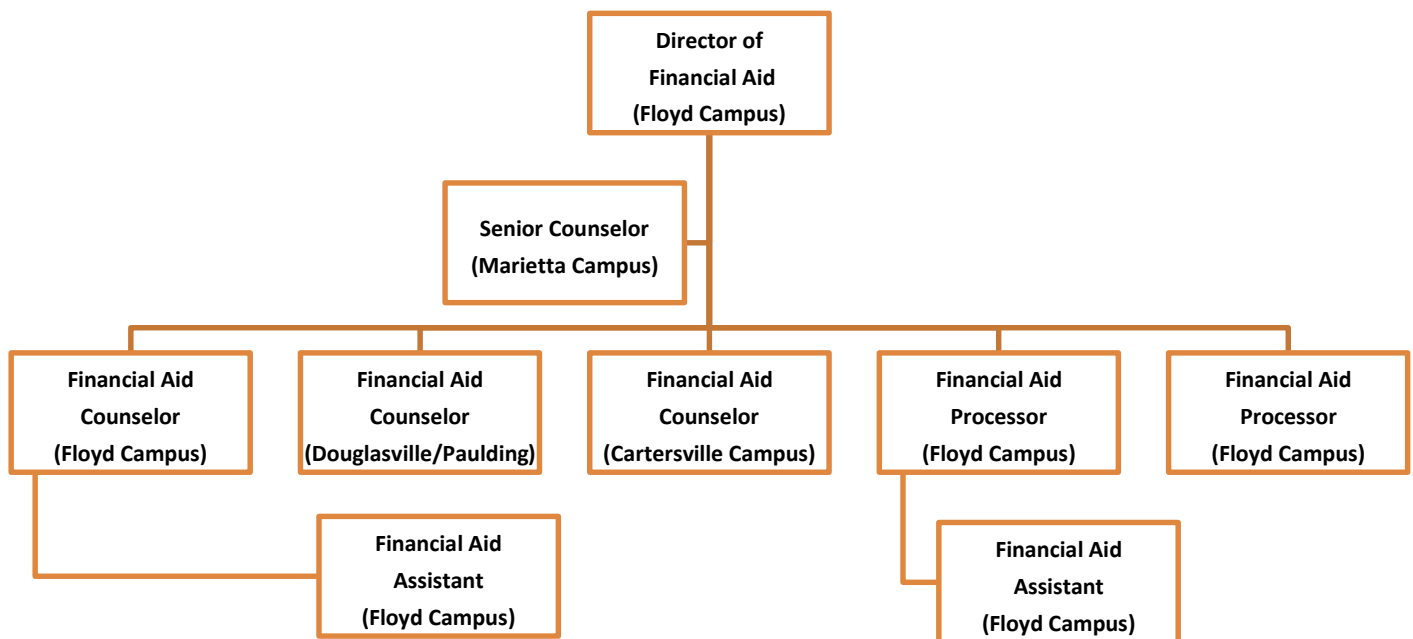 Director of
Financial Aid
(Floyd Campus)
Senior Counselor
(Marietta Campus)
Financial Aid
Counselor
(Floyd Campus)
Financial Aid
Counselor
(Douglasville/Paulding)
Financial Aid
Counselor
(Cartersville Campus)
Financial Aid
Processor
(Floyd Campus)
Financial Aid
Processor
(Floyd Campus)
Financial Aid
Assistant
(Floyd Campus)
Financial Aid
Assistant
(Floyd Campus)